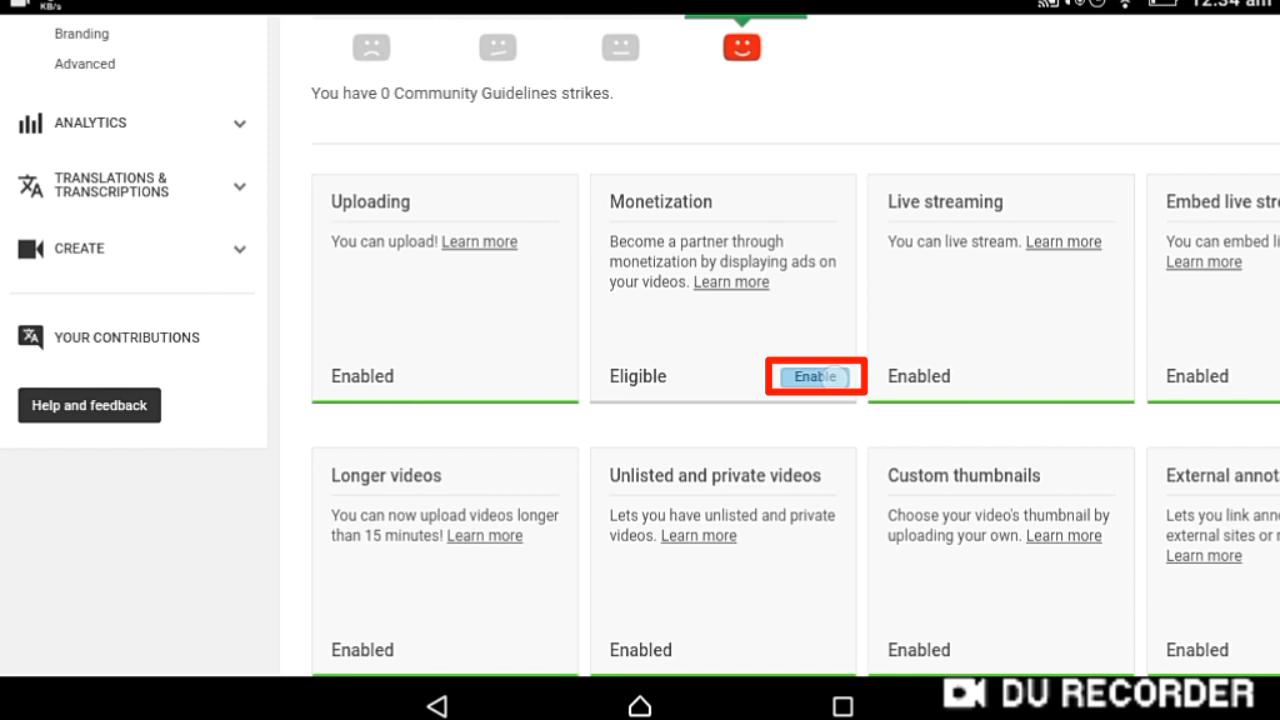 KB/s
12:34 am
Branding
Advanced
ANALYTICS
TRANSLATIONS &
TRANSCRIPTIONS
CREATE
YOUR CONTRIBUTIONS
Help and feedback
You have 0 Community Guidelines strikes.
Uploading
You can upload! Learn more
Enabled
Monetization
Become a partner through
monetization by displaying ads on
your videos. Learn more
Eligible
Enable
Live streaming
You can live stream. Learn more
Enabled
Embed live
You can embed
Learn more
Enabled
Longer videos
You can now upload videos longer
than 15 minutes! Learn more
Enabled
Unlisted and private videos
Lets you have unlisted and private
videos. Learn more
Enabled
Custom thumbnails
Choose your video's thumbnail by
uploading your own. Learn more
Enabled
External
Lets you link
external sites or
Learn more
Enabled
DU RECORDER